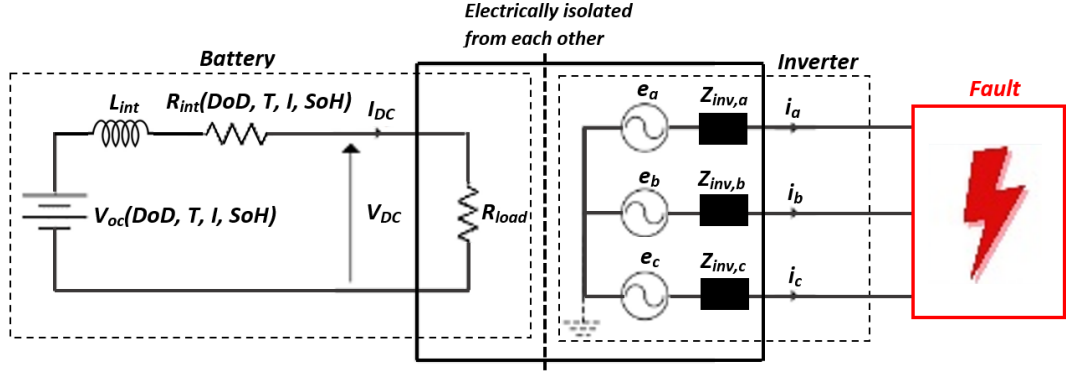 Electrically isolated
from each other
Battery
Inverter
Fault
L_int
R_int(DoD, T, I, SoH)
I_DC
e_a
Z_inv,a
i_a
V_oc(DoD, T, I, SoH)
V_DC
R_load
e_b
Z_inv,b
i_b
e_c
Z_inv,c
i_c